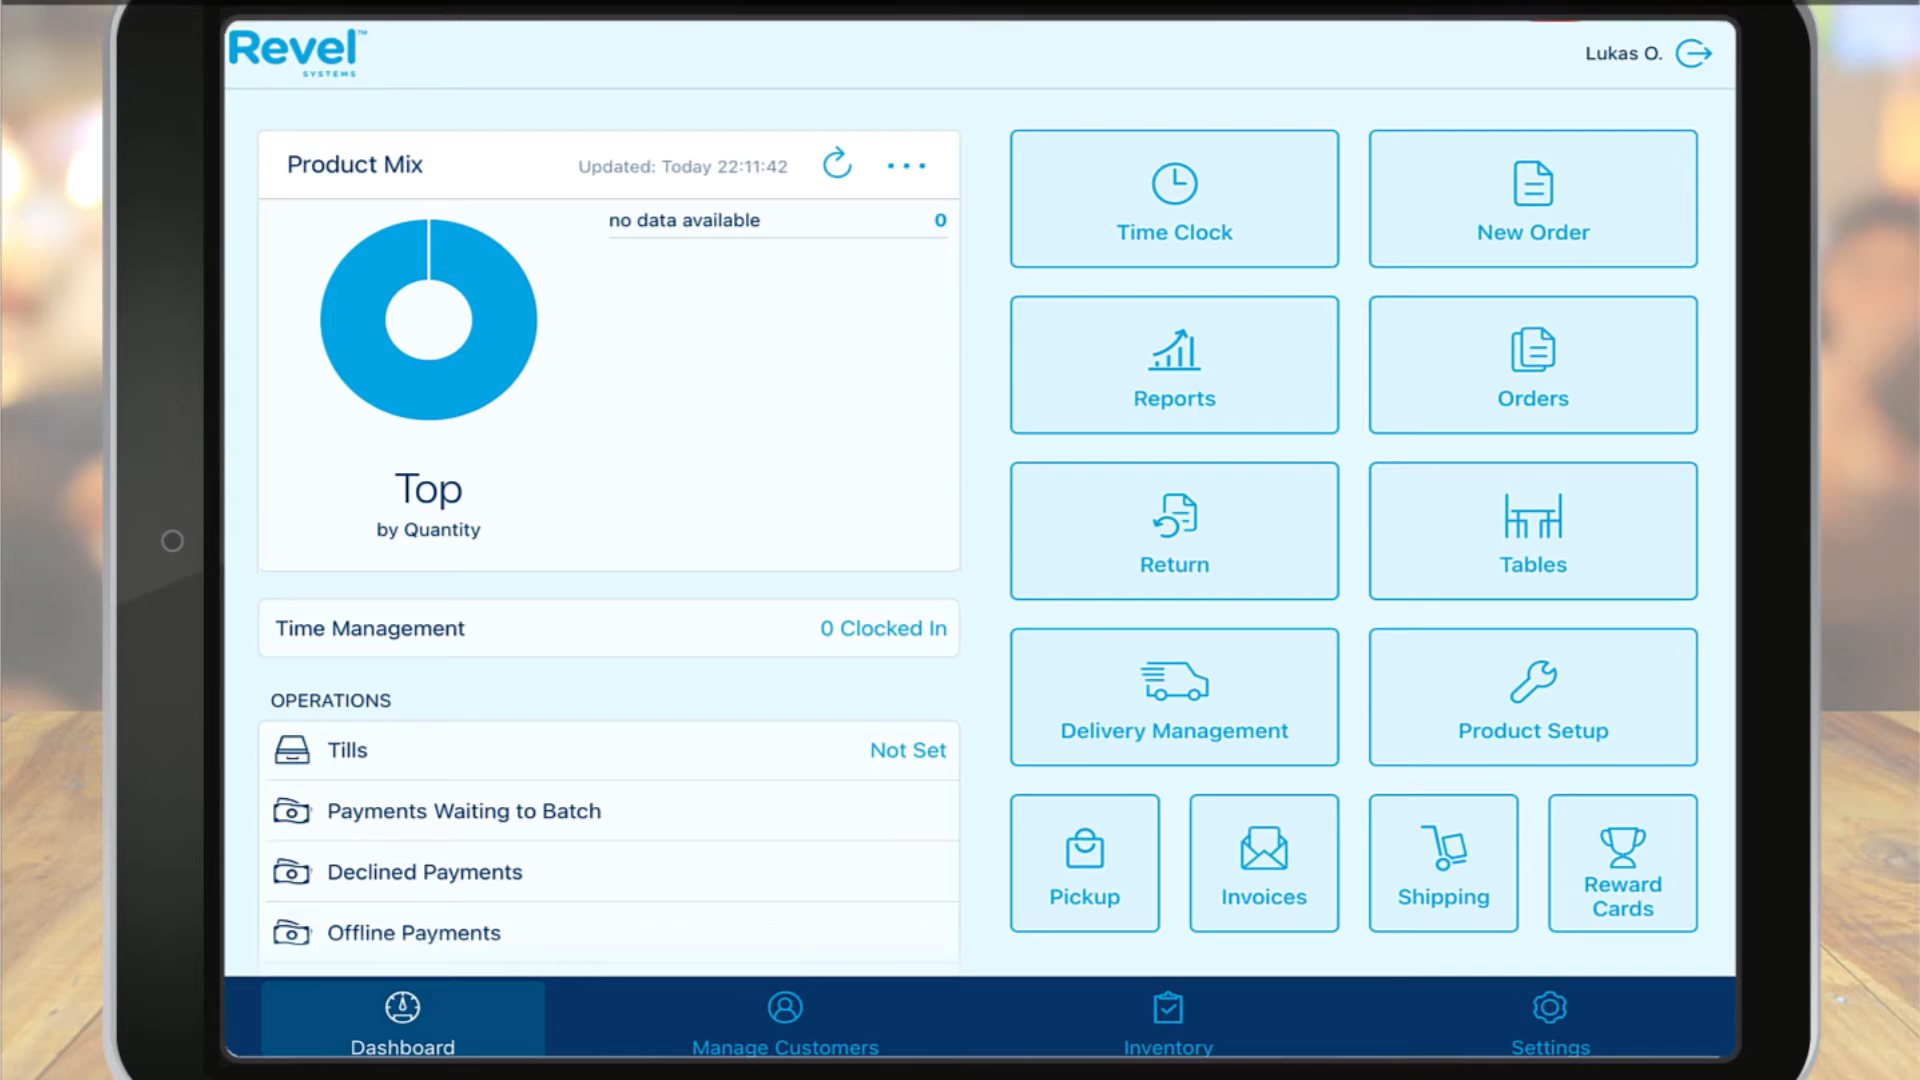 Revel™
SYSTEMS
Lukas O.
Product Mix
Updated: Today 22:11:42
no data available 0
Top
by Quantity
Time Management
0 Clocked In
OPERATIONS
Tills
Not Set
Payments Waiting to Batch
Declined Payments
Offline Payments
Time Clock
New Order
Reports
Orders
Return
Tables
Delivery Management
Product Setup
Pickup
Invoices
Shipping
Reward
Cards
Dashboard
Manage Customers
Inventory
Settings